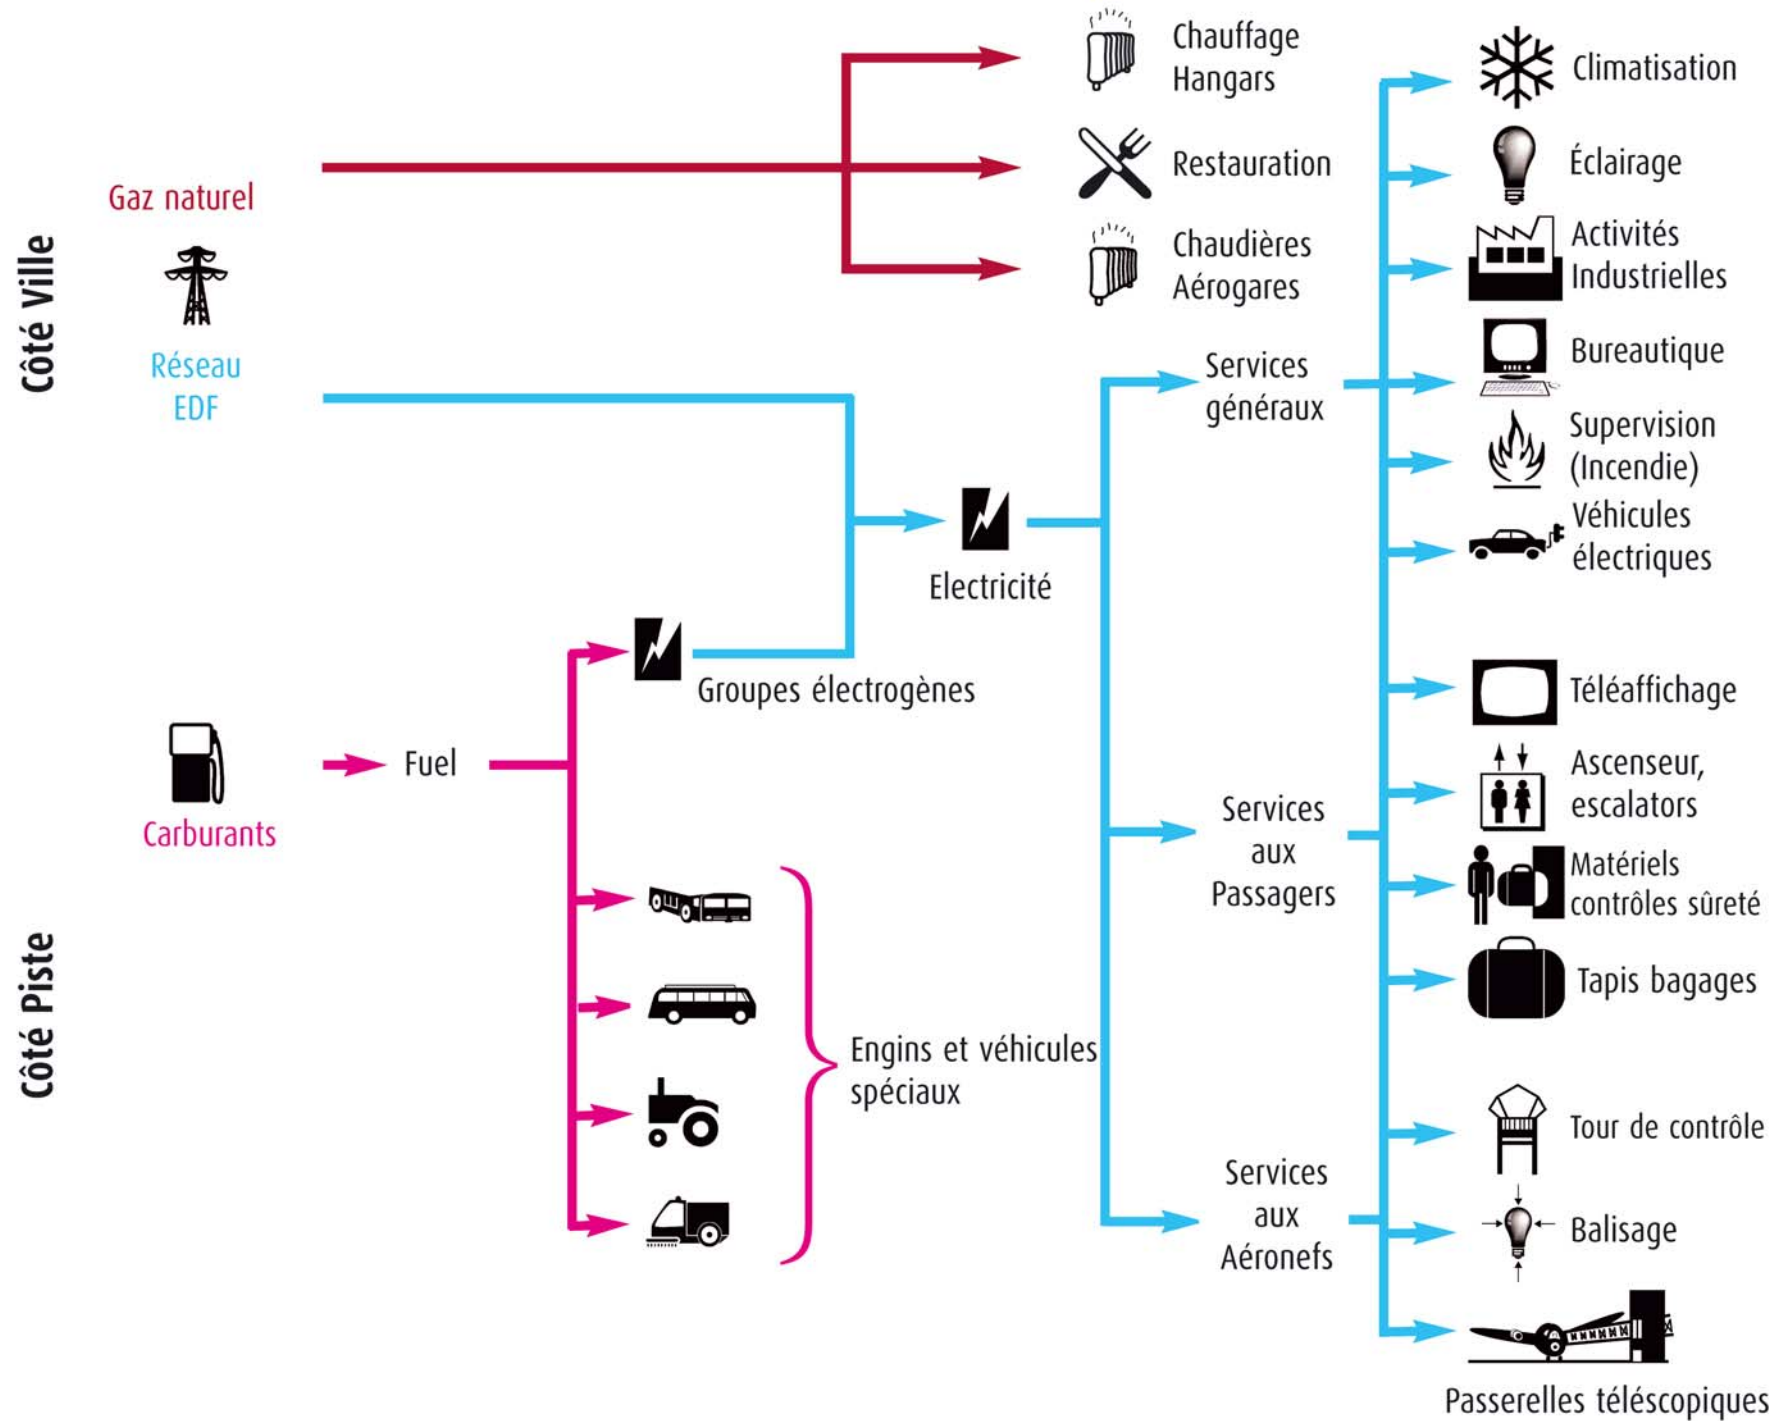 Côté Ville
Côté Piste
Gaz naturel
Réseau
EDF
Carburants
Fuel
Groupes électrogènes
Engins et véhicules
spéciaux
Electricité
Chauffage
Hangars
Restauration
Chaudières
Aérogares
Services
généraux
Services
aux
Passagers
Services
aux
Aéronefs
Climatisation
Éclairage
Activités
Industrielles
Bureautique
Supervision
(Incendie)
Véhicules
électriques
Téléaffichage
Ascenseur,
escalators
Matériels
contrôles sûreté
Tapis bagages
Tour de contrôle
Balisage
Passerelles téléscopiques